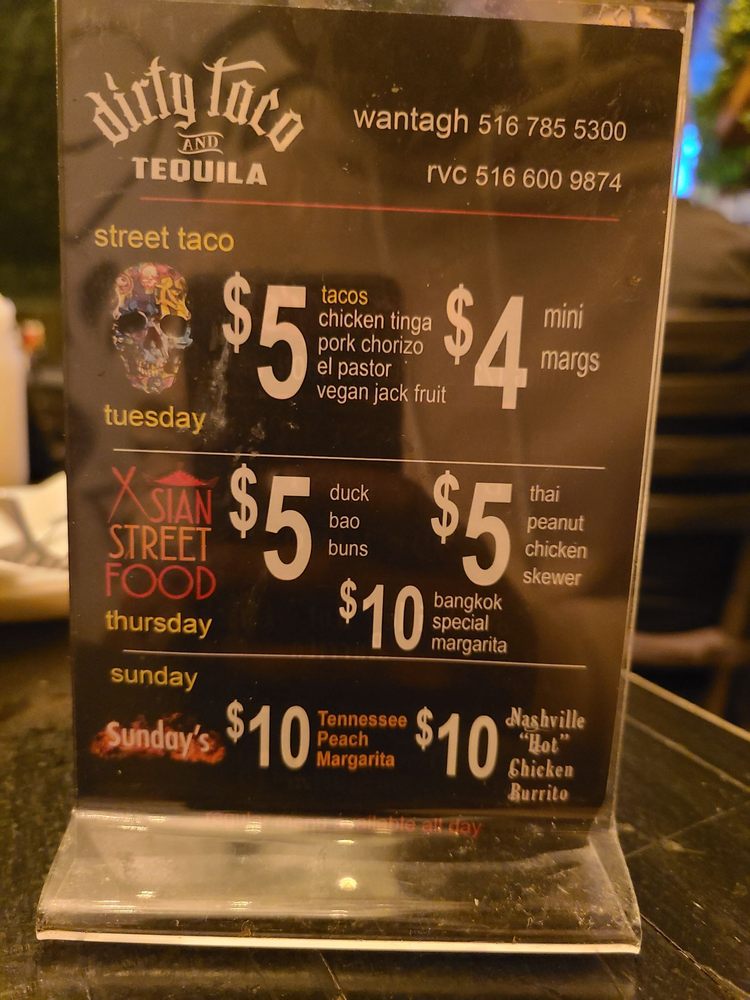 dirty taco
AND
TEQUILA
wantagh 516 785 5300
rvc 516 600 9874
street taco
tuesday
$5
tacos
chicken tinga
pork chorizo
el pastor
vegan jack fruit
$4
mini
margs
XSIAN
STREET
FOOD
thursday
$5
duck
bao
buns
$5
thai
peanut
chicken
skewer
$10
bangkok
special
margarita
sunday
Sunday's
$10
Tennessee
Peach
Margarita
$10
Nashville
"Hot"
Chicken
Burrito
all day